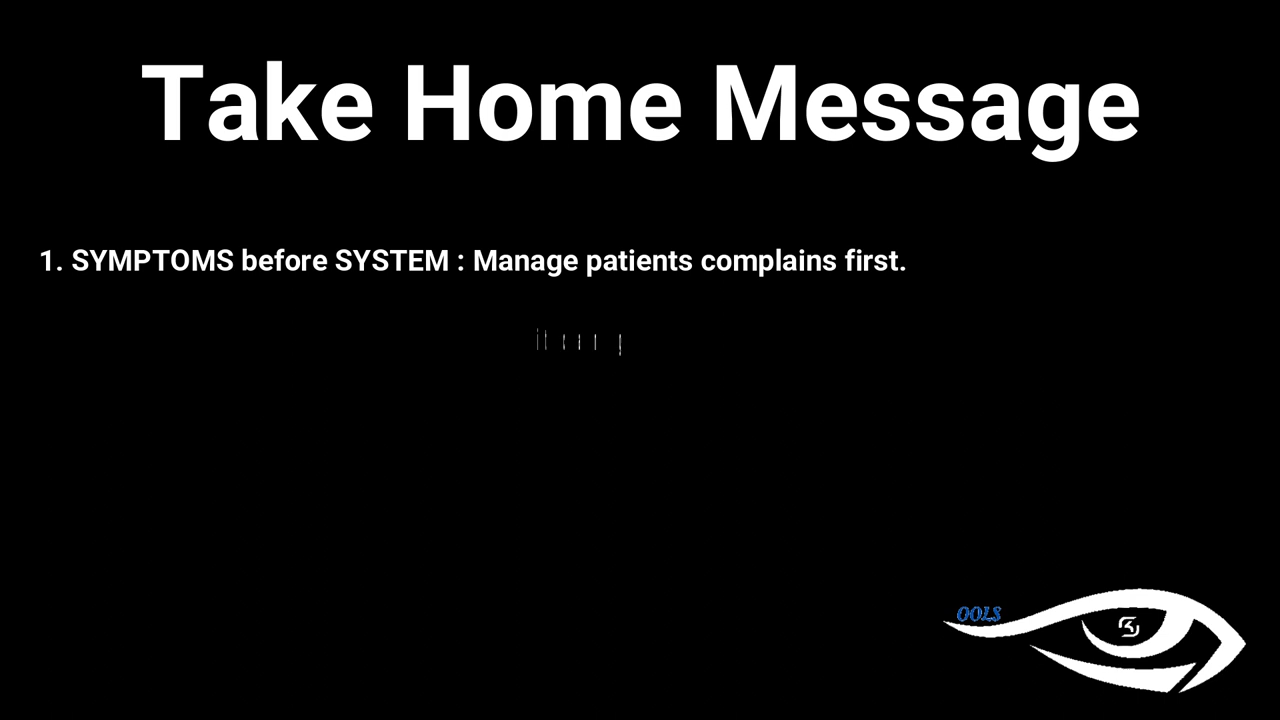 Take Home Message
1. SYMPTOMS before SYSTEM : Manage patients complains first.
OOLS